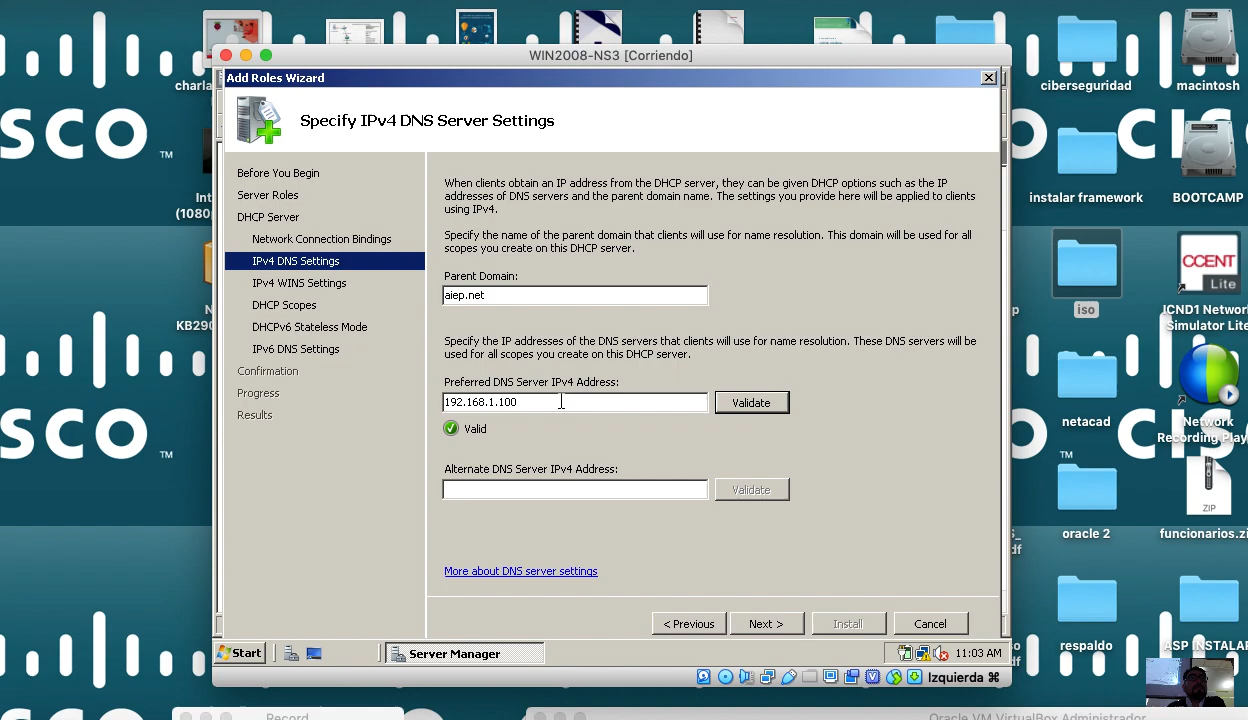 WIN2008-NS3 [Corriendo]
Add Roles Wizard
Specify IPv4 DNS Server Settings
Before You Begin
Server Roles
DHCP Server
Network Connection Bindings
IPv4 DNS Settings
IPv4 WINS Settings
DHCP Scopes
DHCPv6 Stateless Mode
IPv6 DNS Settings
Confirmation
Progress
Results
When clients obtain an IP address from the DHCP server, they can be given DHCP options such as the IP
addresses of DNS servers and the parent domain name. The settings you provide here will be applied to clients
using IPv4.
Specify the name of the parent domain that clients will use for name resolution. This domain will be used for all
scopes you create on this DHCP server.
Parent Domain:
aiep.net
Specify the IP addresses of the DNS servers that clients will use for name resolution. These DNS servers will be
used for all scopes you create on this DHCP server.
Preferred DNS Server IPv4 Address:
192.168.1.100
Validate
Valid
Alternate DNS Server IPv4 Address:
Validate
More about DNS server settings
< Previous
Next >
Install
Cancel
Start
Server Manager
11:03 AM
Izquierda ⌘
charla
Int
(1080p
N
KB290
CISCO
TM
CISCO
TM
ciberseguridad
macintosh
instalar framework
BOOTCAMP
iso
CCENT
Lite
ICND1 Network
Simulator Lite
netacad
Network
Recording Play
oracle 2
ZIP
funcionarios.zi
respaldo
ASP INSTALA
Record
Oracle VM VirtualBox Administrador